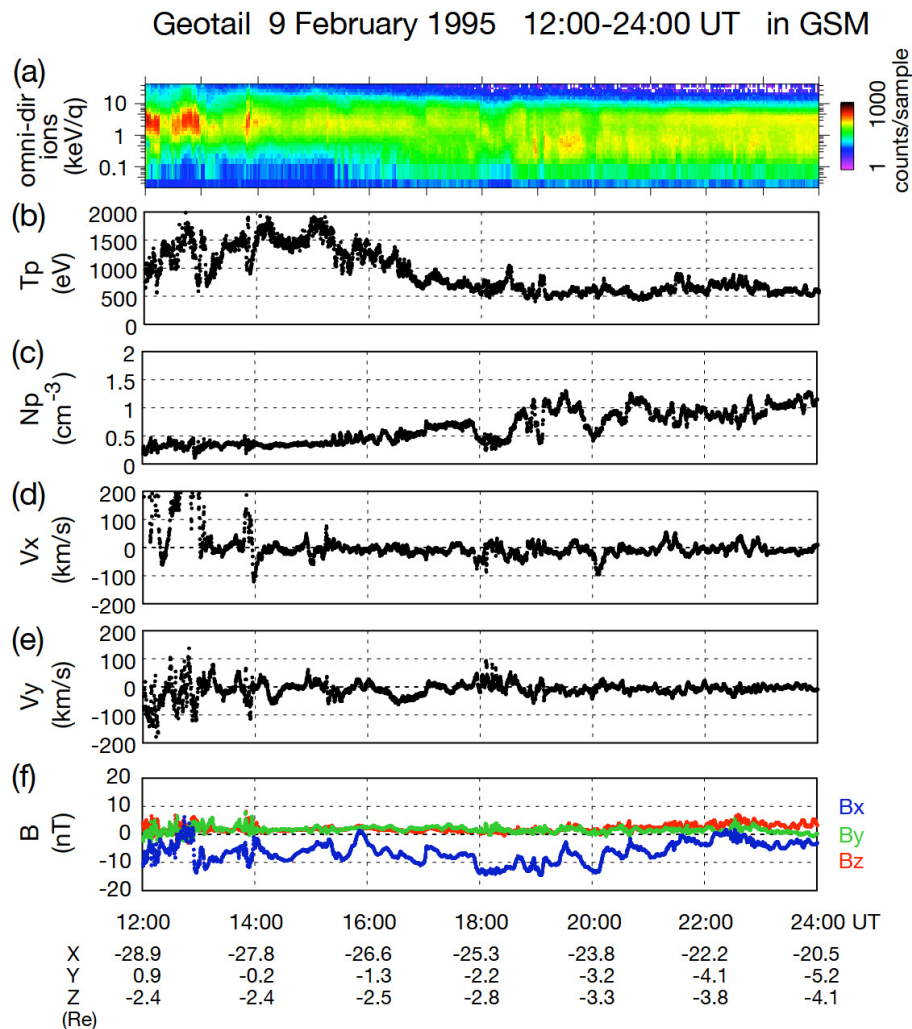 Geotail 9 February 1995 12:00-24:00 UT in GSM
(a)
omni-dir
ions
(keV/q)
10
1
0.1
1000
1
counts/sample
(b)
Tp
(eV)
2000
1500
1000
500
0
(c)
Np
(cm-3)
2
1.5
1
0.5
0
(d)
Vx
(km/s)
200
100
0
-100
-200
(e)
Vy
(km/s)
200
100
0
-100
-200
(f)
B
(nT)
20
10
0
-10
-20
Bx
By
Bz
12:00 14:00 16:00 18:00 20:00 22:00 24:00 UT
X -28.9 -27.8 -26.6 -25.3 -23.8 -22.2 -20.5
Y 0.9 -0.2 -1.3 -2.2 -3.2 -4.1 -5.2
Z -2.4 -2.4 -2.5 -2.8 -3.3 -3.8 -4.1
(Re)